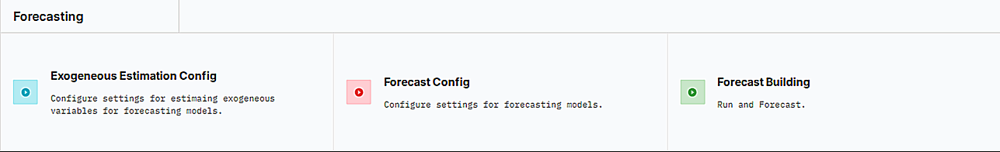 Forecasting
Exogeneous Estimation Config
Configure settings for estimaing exogeneous
variables for forecasting models.
Forecast Config
Configure settings for forecasting models.
Forecast Building
Run and Forecast.